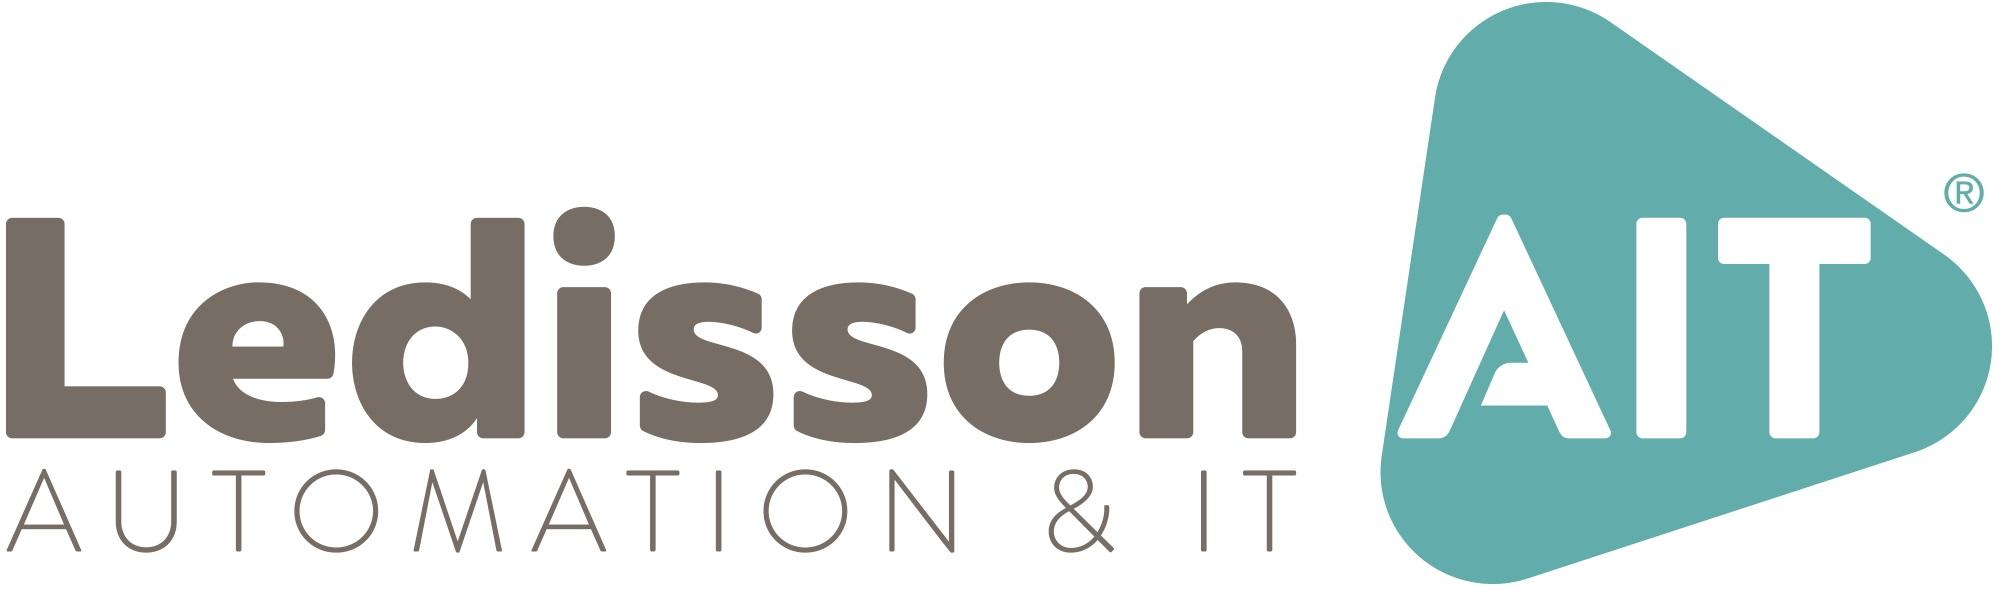 Ledisson
AUTOMATION & IT
AIT
®